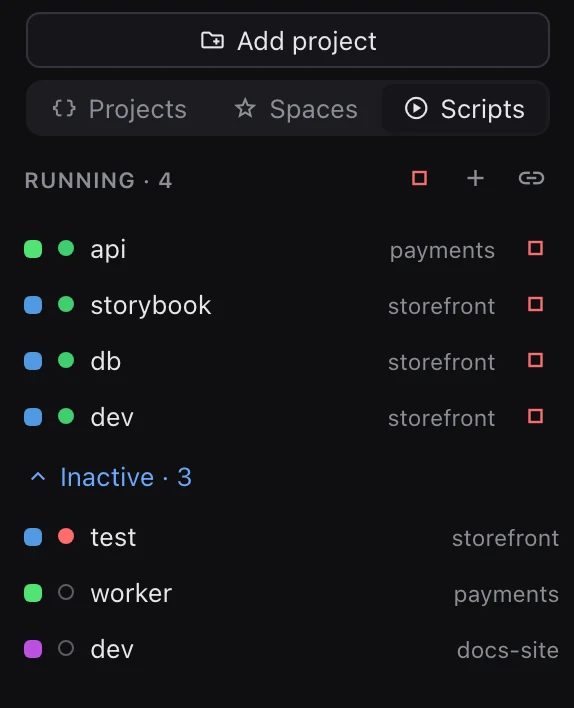 Add project
Projects Spaces Scripts
RUNNING · 4
api payments
storybook storefront
db storefront
dev storefront
Inactive · 3
test storefront
worker payments
dev docs-site